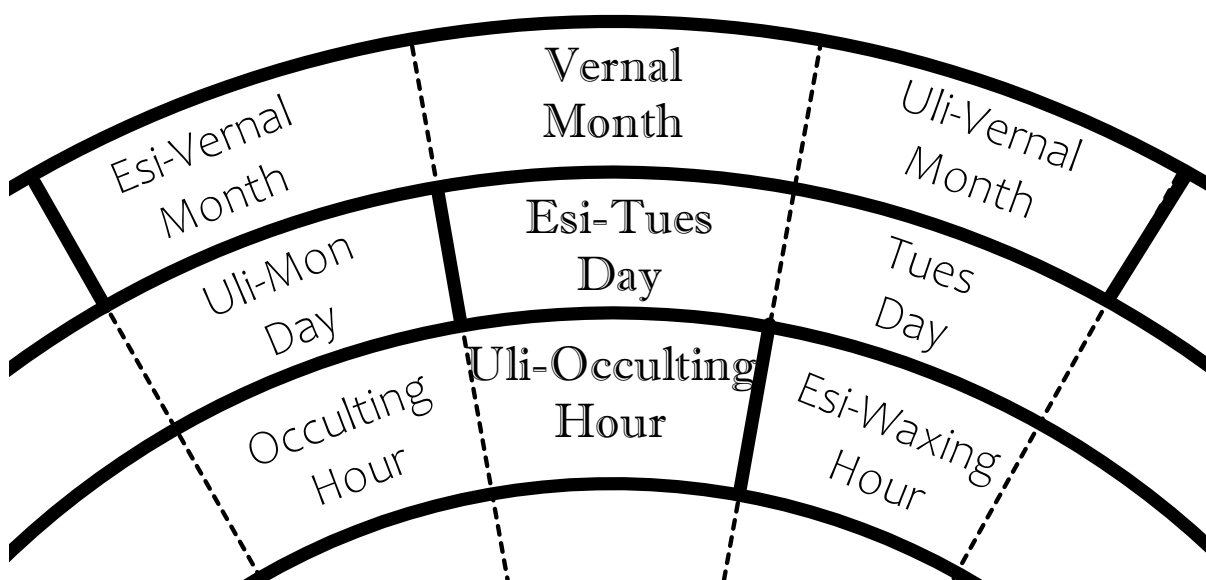 Esi-Vernal
Month
Vernal
Month
Uli-Vernal
Month
Uli-Mon
Day
Esi-Tues
Day
Tues
Day
Occulting
Hour
Uli-Occulting
Hour
Esi-Waxing
Hour